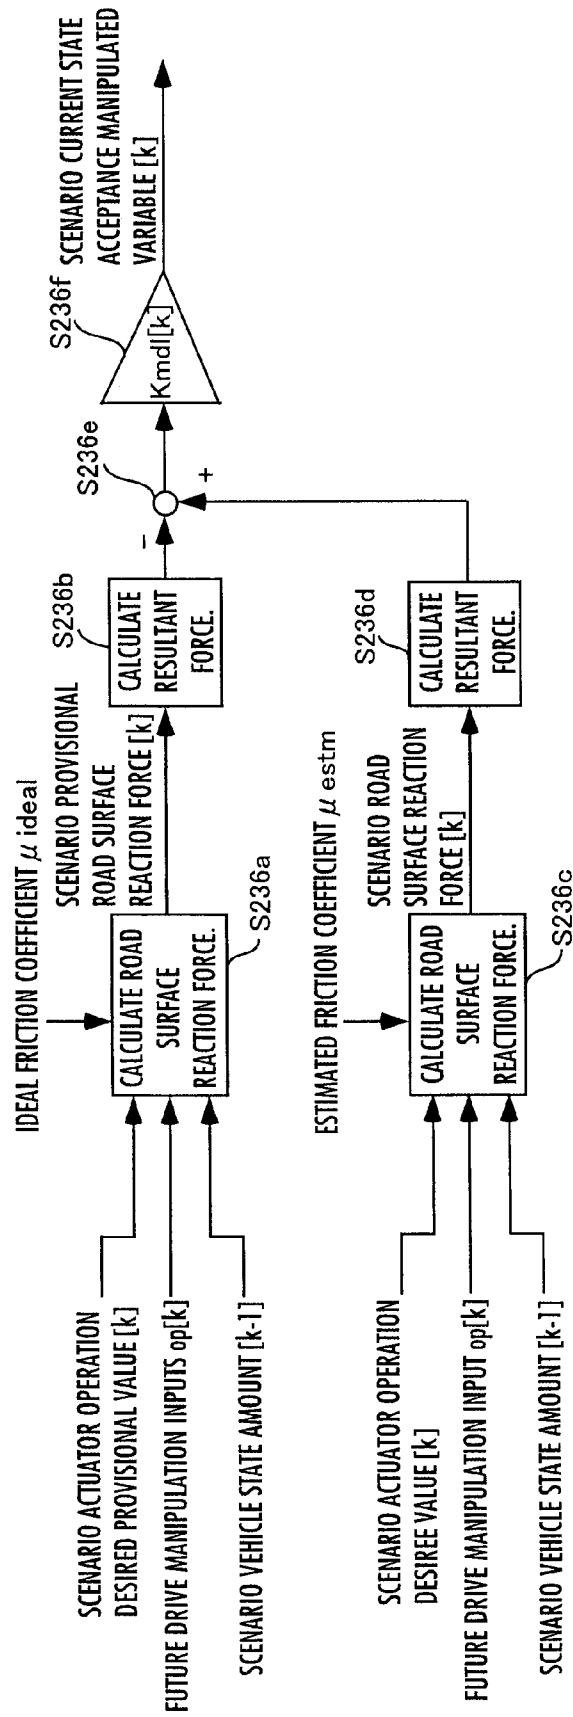 SCENARIO ACTUATOR OPERATION
DESIRED PROVISIONAL VALUE [k]
FUTURE DRIVE MANIPULATION INPUTS op[k]
SCENARIO VEHICLE STATE AMOUNT [k-1]
IDEAL FRICTION COEFFICIENT μ ideal
CALCULATE ROAD
SURFACE
REACTION FORCE.
S236a
SCENARIO PROVISIONAL
ROAD SURFACE
REACTION FORCE [k]
CALCULATE
RESULTANT
FORCE.
S236b
−
S236e
+
Kmdl[k]
S236f
SCENARIO CURRENT STATE
ACCEPTANCE MANIPULATED
VARIABLE [k]
SCENARIO ACTUATOR OPERATION
DESIREE VALUE [k]
FUTURE DRIVE MANIPULATION INPUT op[k]
SCENARIO VEHICLE STATE AMOUNT [k-1]
ESTIMATED FRICTION COEFFICIENT μ estm
CALCULATE ROAD
SURFACE
REACTION FORCE.
S236c
SCENARIO ROAD
SURFACE REACTION
FORCE [k]
CALCULATE
RESULTANT
FORCE.
S236d